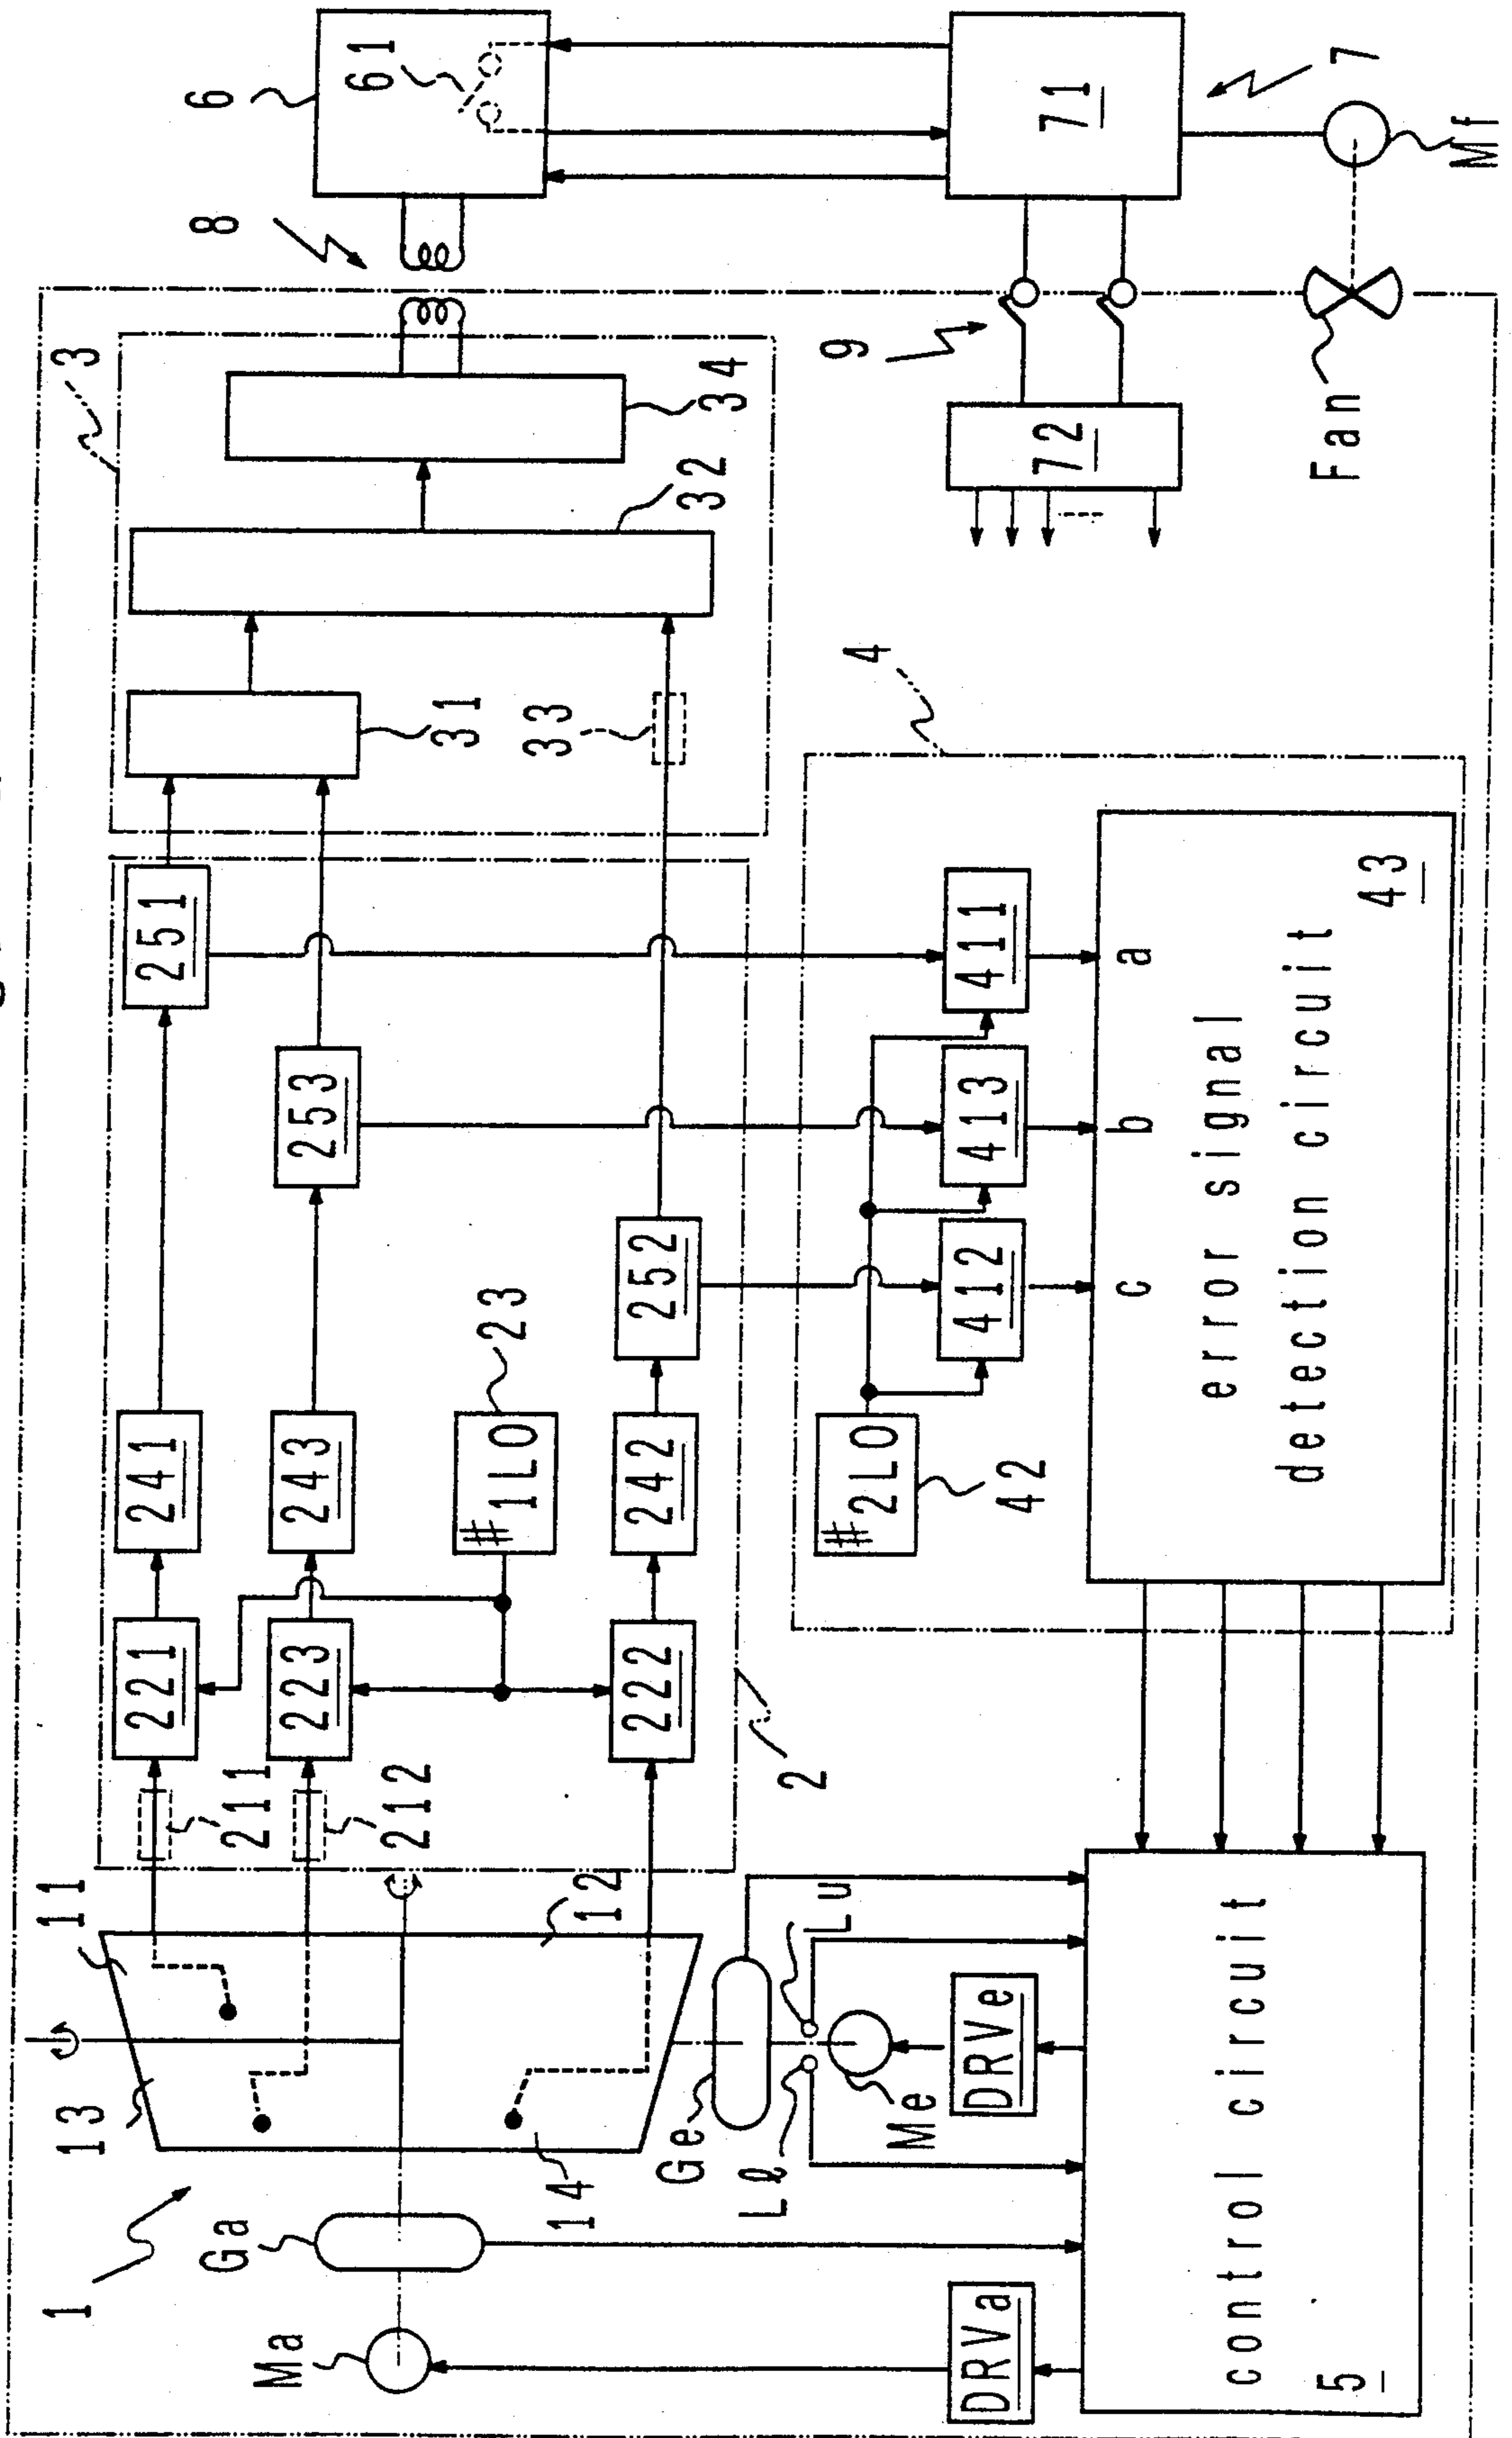 1
13
11
14
12
Ma
Ga
Ge
Me
Lℓ
Lu
DRVa
DRVe
control circuit
5
2
211
212
221
223
222
241
243
242
#1LO
23
251
253
252
3
31
32
33
34
4
#2LO
42
411
413
412
a
b
c
error signal
detection circuit
43
6
61
8
9
7
71
72
Fan
Mf